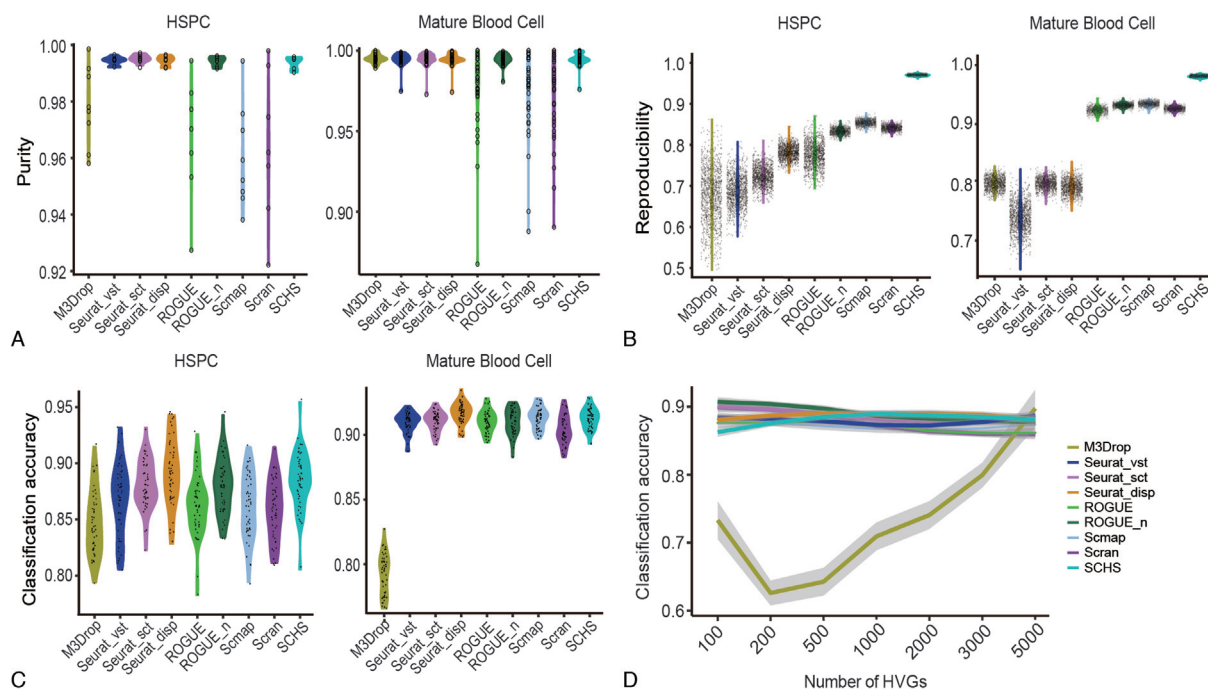 HSPC
Mature Blood Cell
Purity
1.00
0.98
0.96
0.94
0.92
1.00
0.95
0.90
M3Drop
Seurat_vst
Seurat_sct
Seurat_disp
ROGUE
ROGUE_n
Scmap
Scran
SCHS
M3Drop
Seurat_vst
Seurat_sct
Seurat_disp
ROGUE
ROGUE_n
Scmap
Scran
SCHS
A
HSPC
Mature Blood Cell
Reproducibility
1.0
0.9
0.8
0.7
0.6
0.5
1.0
0.9
0.8
0.7
M3Drop
Seurat_vst
Seurat_sct
Seurat_disp
ROGUE
ROGUE_n
Scmap
Scran
SCHS
M3Drop
Seurat_vst
Seurat_sct
Seurat_disp
ROGUE
ROGUE_n
Scmap
Scran
SCHS
B
HSPC
Mature Blood Cell
Classification accuracy
0.95
0.90
0.85
0.80
0.90
0.85
0.80
M3Drop
Seurat_vst
Seurat_sct
Seurat_disp
ROGUE
ROGUE_n
Scmap
Scran
SCHS
M3Drop
Seurat_vst
Seurat_sct
Seurat_disp
ROGUE
ROGUE_n
Scmap
Scran
SCHS
C
Classification accuracy
0.9
0.8
0.7
0.6
100
200
500
1000
2000
3000
5000
Number of HVGs
M3Drop
Seurat_vst
Seurat_sct
Seurat_disp
ROGUE
ROGUE_n
Scmap
Scran
SCHS
D